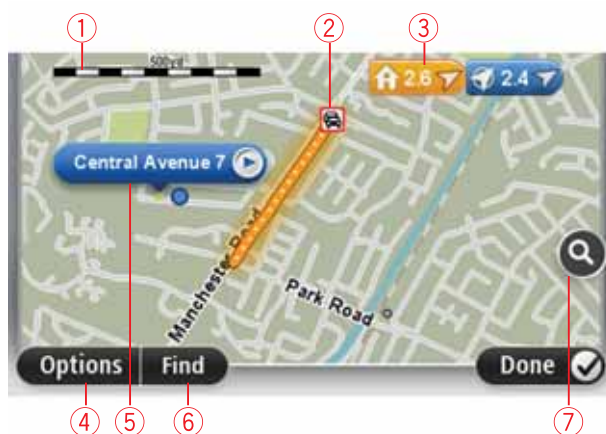 ① ② ③
500yd
2.6 2.4
Central Avenue 7
Manchester Road
Park Road
Options Find Done
④ ⑤ ⑥ ⑦